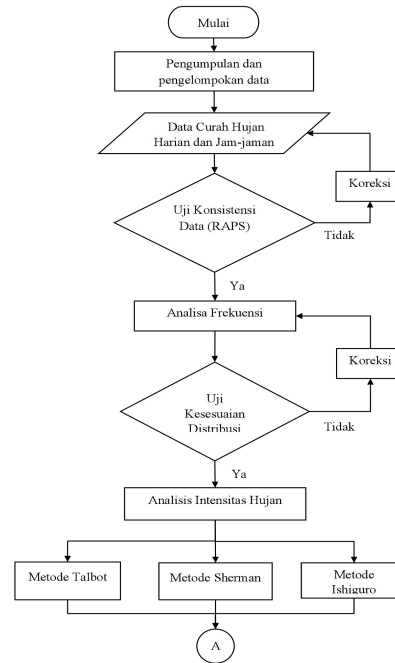 Mulai
Pengumpulan dan
pengelompokan data
Data Curah Hujan
Harian dan Jam-jaman
Koreksi
Uji Konsistensi
Data (RAPS)
Tidak
Ya
Analisa Frekuensi
Koreksi
Uji
Kesesuaian
Distribusi
Tidak
Ya
Analisis Intensitas Hujan
Metode Talbot
Metode Sherman
Metode
Ishiguro
A